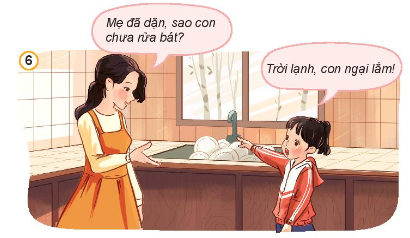 Mẹ đã dặn, sao con
chưa rửa bát?
6
Trời lạnh, con ngại lắm!